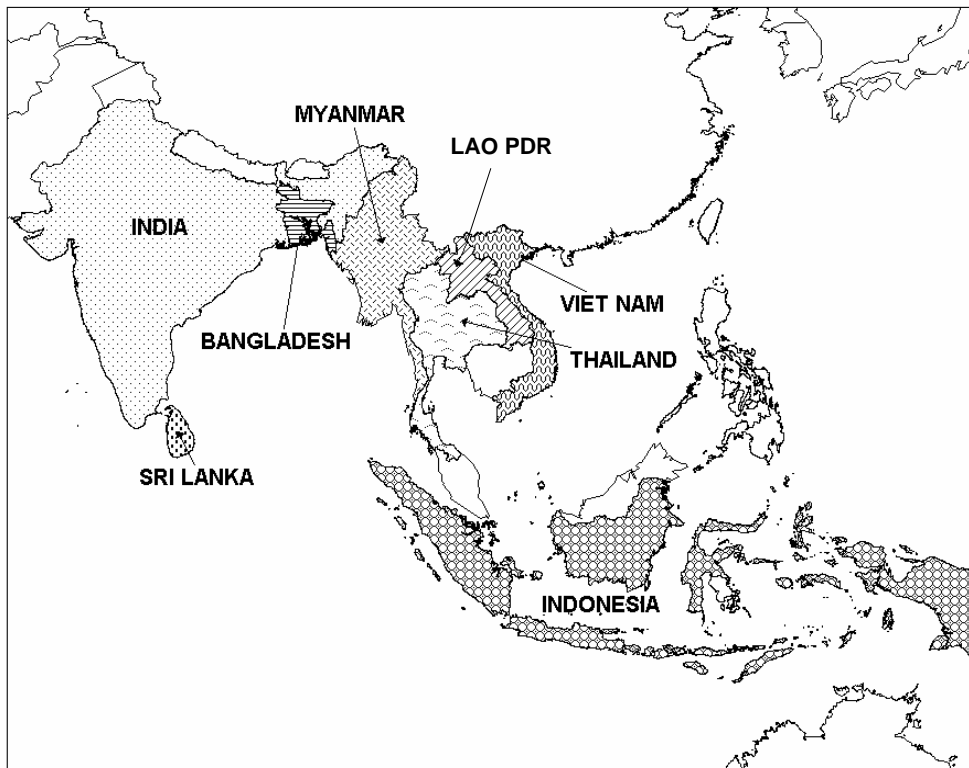 MYANMAR
LAO PDR
INDIA
VIET NAM
BANGLADESH
THAILAND
SRI LANKA
INDONESIA